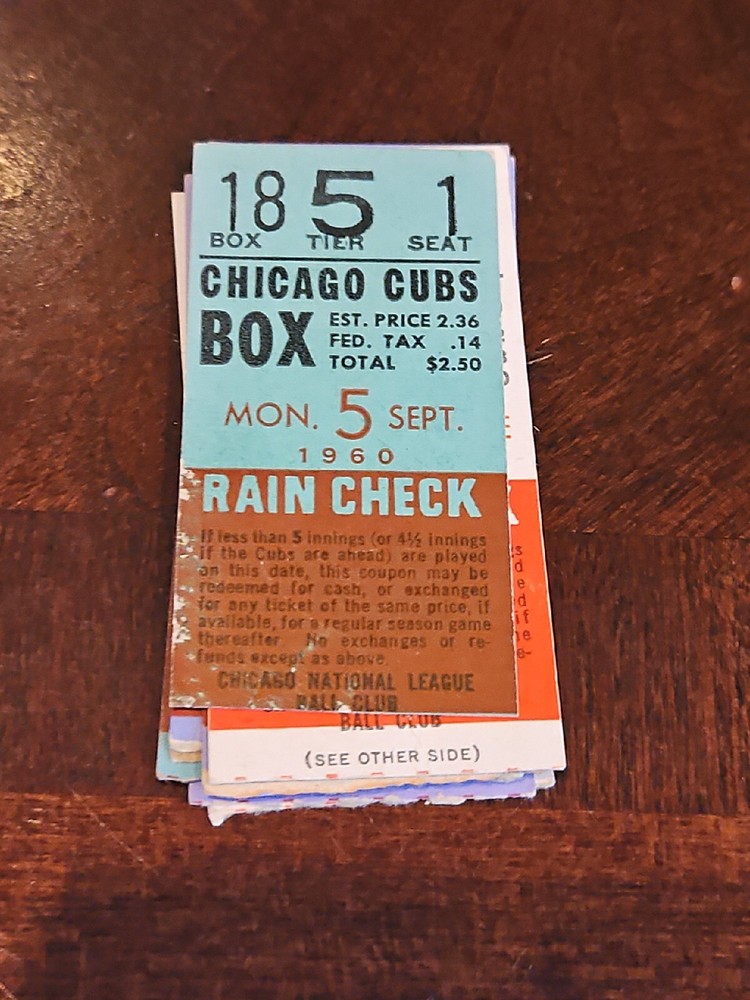 18 5 1
BOX TIER SEAT
CHICAGO CUBS
BOX
EST. PRICE 2.36
FED. TAX .14
TOTAL $2.50
MON. 5 SEPT.
1960
RAIN CHECK
If less than 5 innings (or 4½ innings
if the Cubs are ahead) are played
on this date, this coupon may be
redeemed for cash, or exchanged
for any ticket of the same price, if
available, for a regular season game
thereafter. No exchanges or re-
funds except as above.
CHICAGO NATIONAL LEAGUE
BALL CLUB
BALL CLUB
(SEE OTHER SIDE)